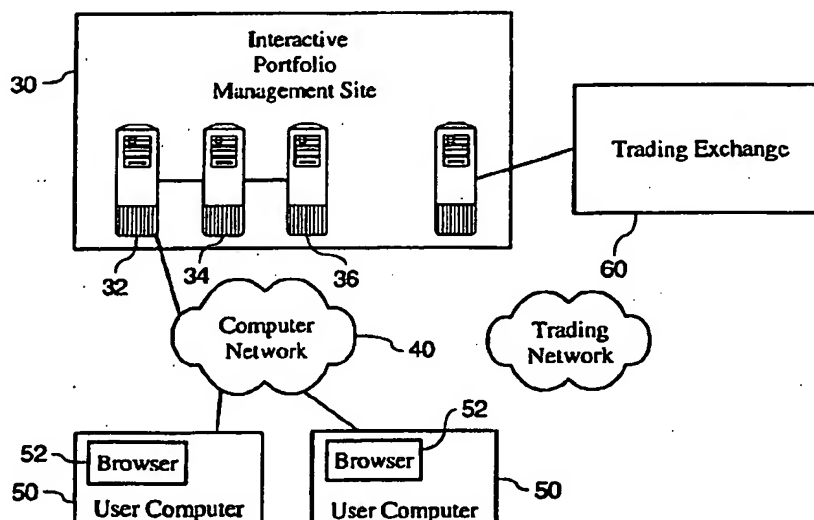 Interactive
Portfolio
Management Site
30
Trading Exchange
32
34
36
60
Computer
Network
40
Trading
Network
52
Browser
50
User Computer
52
Browser
50
User Computer